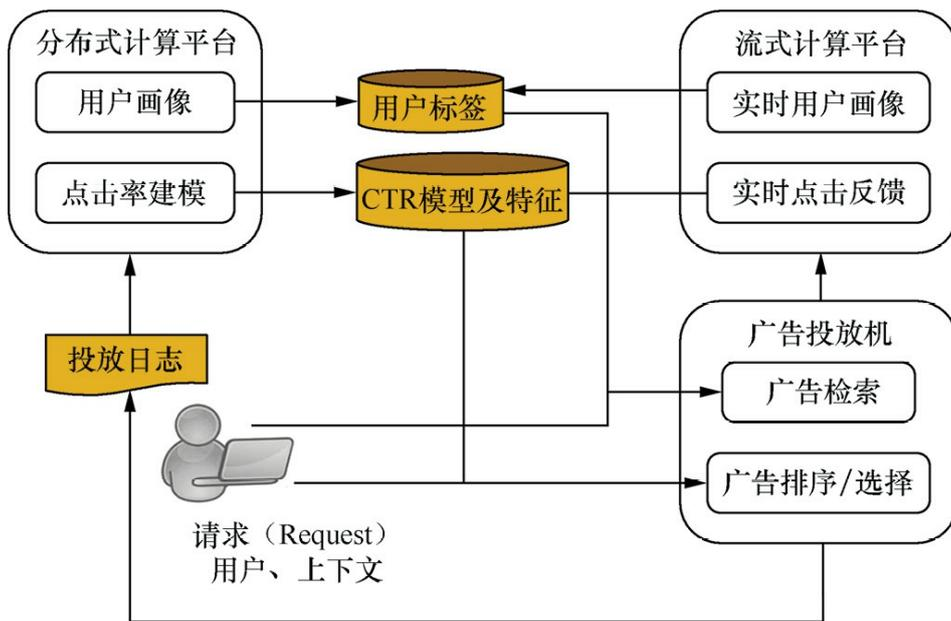 分布式计算平台
用户画像
点击率建模
用户标签
CTR模型及特征
流式计算平台
实时用户画像
实时点击反馈
投放日志
广告投放机
广告检索
广告排序/选择
请求（Request）
用户、上下文